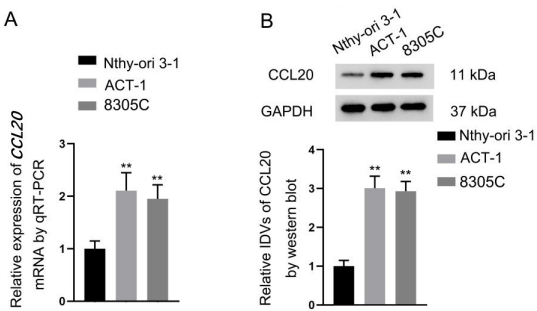 A
Nthy-ori 3-1
ACT-1
8305C
Relative expression of CCL20
mRNA by qRT-PCR
3
2
1
0
**
**
B
Nthy-ori 3-1
ACT-1
8305C
CCL20
11 kDa
GAPDH
37 kDa
Nthy-ori 3-1
ACT-1
8305C
Relative IDVs of CCL20
by western blot
4
3
2
1
0
**
**